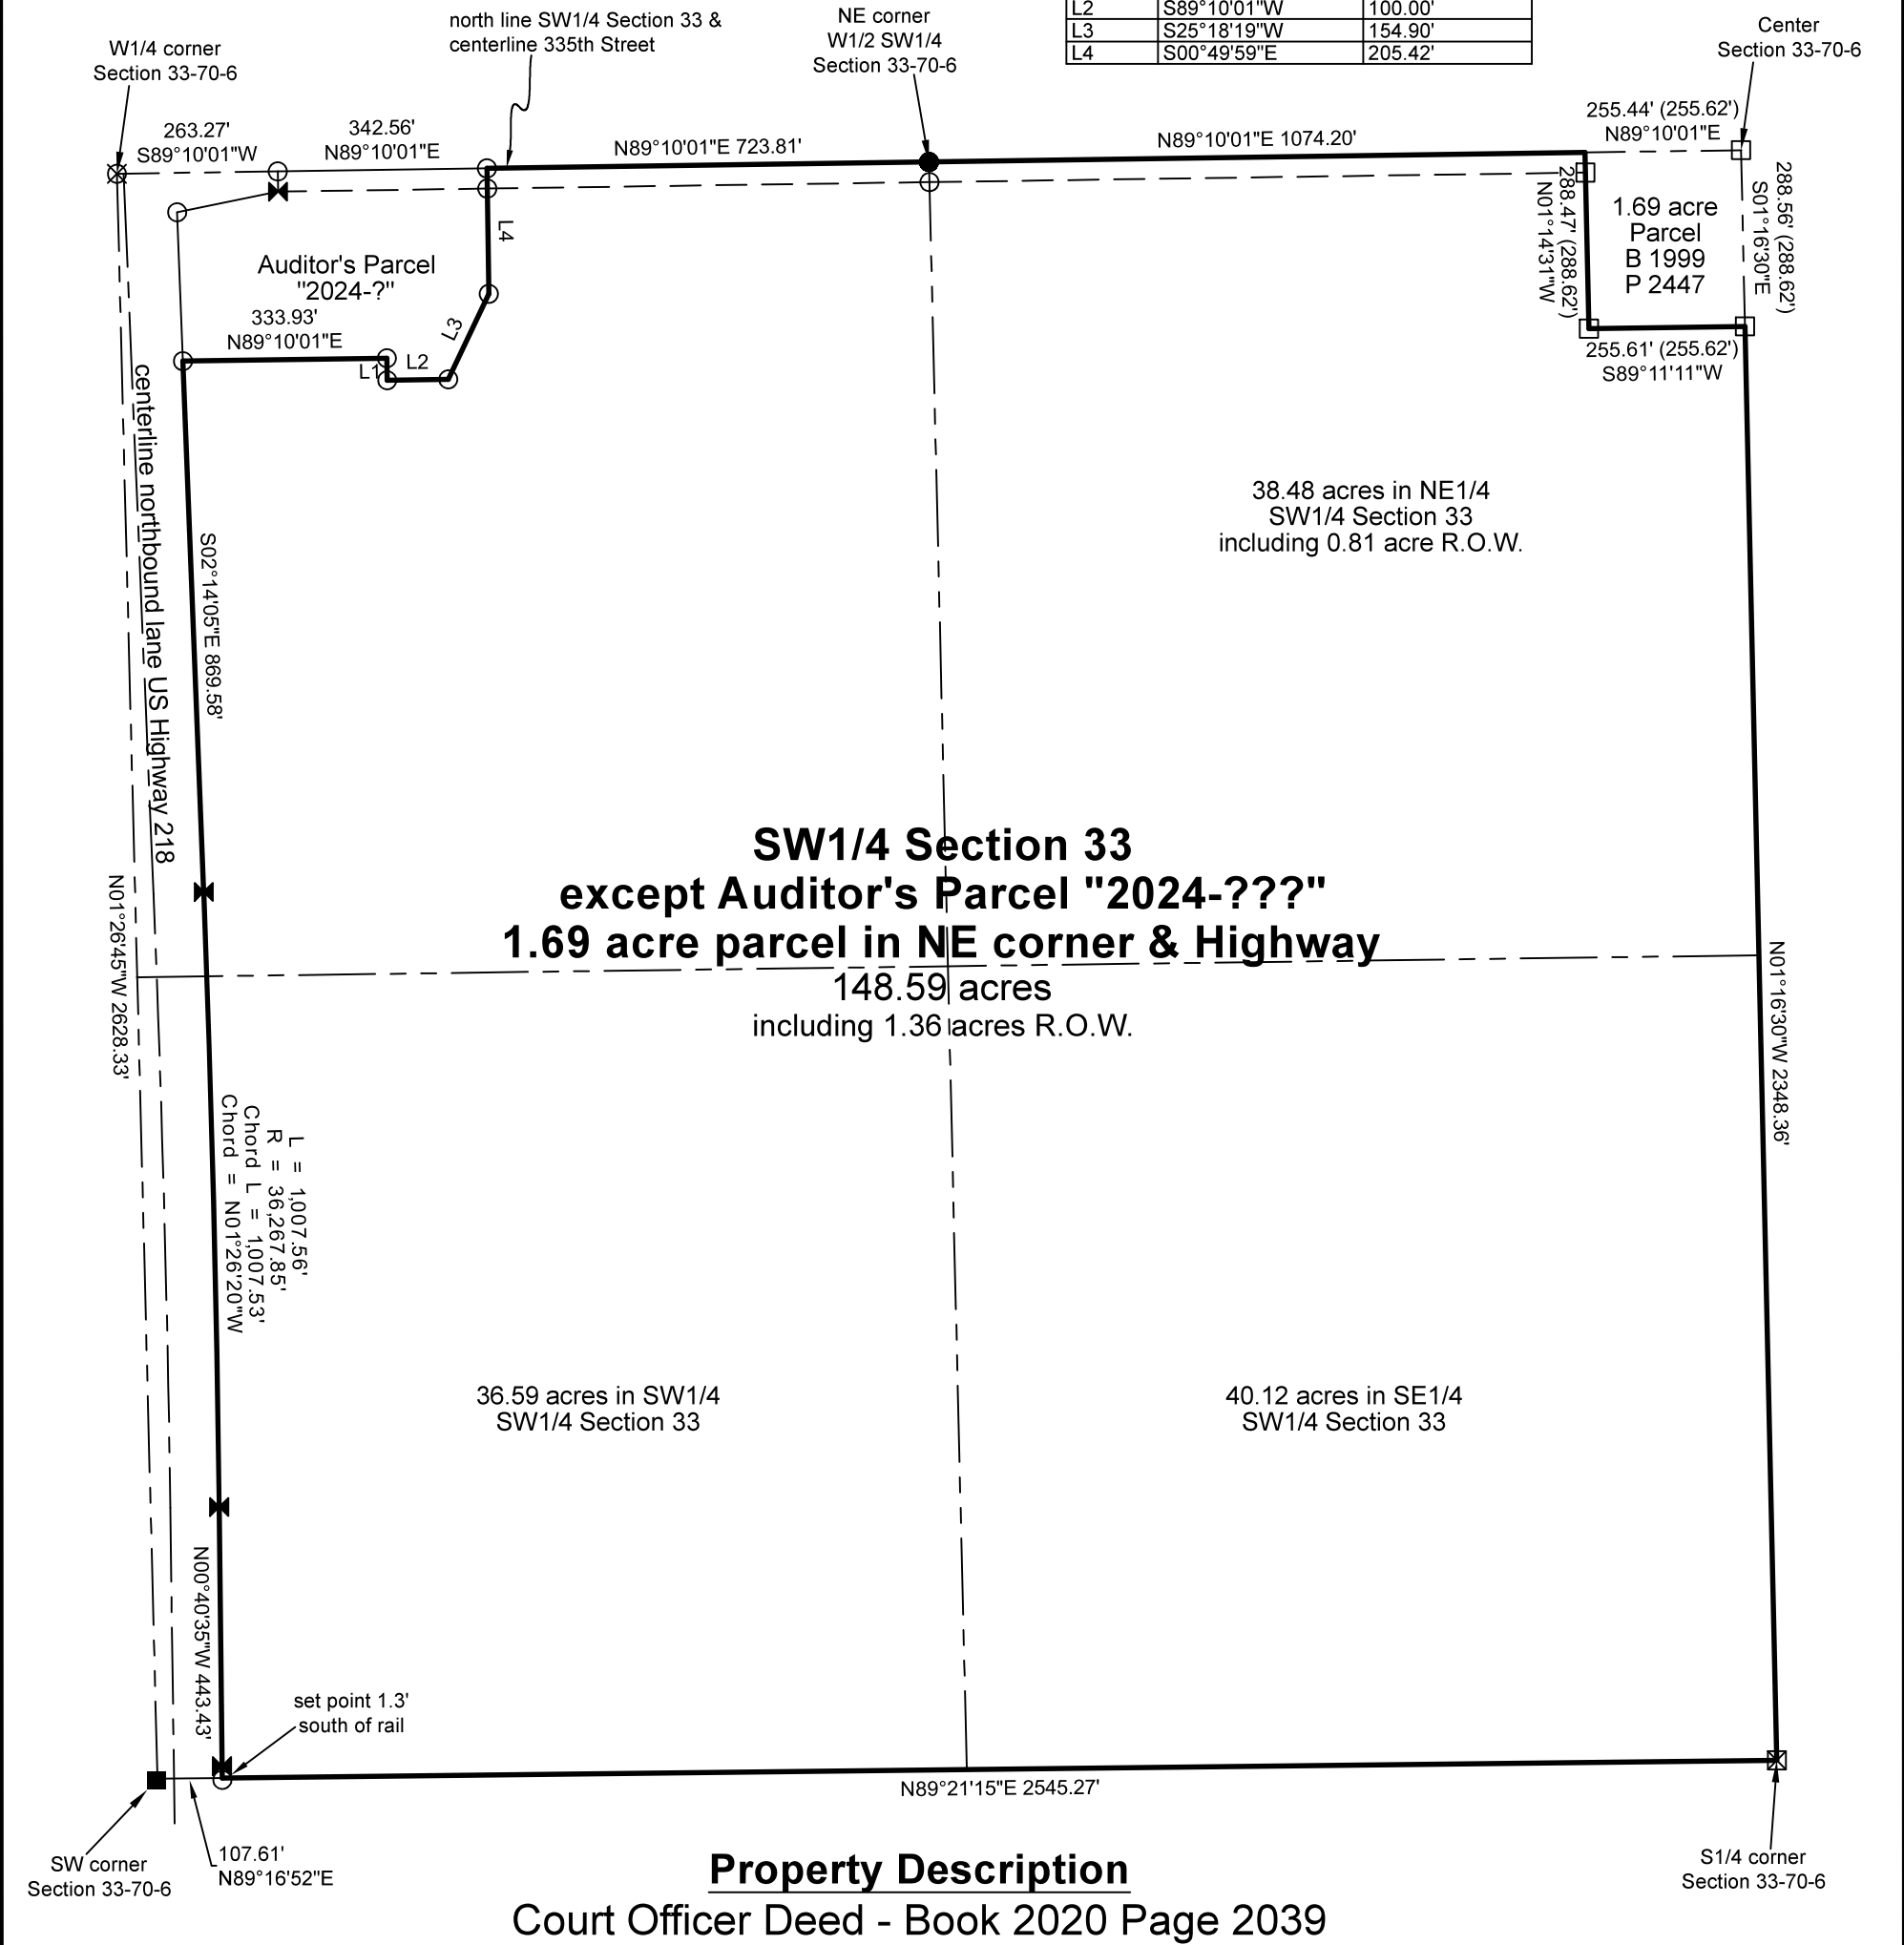 L2 S89°10'01"W 100.00'
L3 S25°18'19"W 154.90'
L4 S00°49'59"E 205.42'
north line SW1/4 Section 33 &
centerline 335th Street
NE corner
W1/2 SW1/4
Section 33-70-6
Center
Section 33-70-6
W1/4 corner
Section 33-70-6
263.27'
S89°10'01"W
342.56'
N89°10'01"E
N89°10'01"E 723.81'
N89°10'01"E 1074.20'
255.44' (255.62')
N89°10'01"E
288.47' (288.62')
N01°14'31"W
1.69 acre
Parcel
B 1999
P 2447
288.56' (288.62')
S01°16'30"E
255.61' (255.62')
S89°11'11"W
L4
Auditor's Parcel
"2024-?"
333.93'
N89°10'01"E
L1
L2
L3
centerline northbound lane US Highway 218
S02°14'05"E 869.58'
38.48 acres in NE1/4
SW1/4 Section 33
including 0.81 acre R.O.W.
SW1/4 Section 33
except Auditor's Parcel "2024-???"
1.69 acre parcel in NE corner & Highway
148.59 acres
including 1.36 acres R.O.W.
N01°26'45"W 2628.33'
N01°16'30"W 2348.36'
L = 1,007.56'
R = 36,267.85'
Chord L = 1,007.53'
Chord = N01°26'20"W
36.59 acres in SW1/4
SW1/4 Section 33
40.12 acres in SE1/4
SW1/4 Section 33
N00°40'35"W 443.43'
set point 1.3'
south of rail
N89°21'15"E 2545.27'
SW corner
Section 33-70-6
107.61'
N89°16'52"E
S1/4 corner
Section 33-70-6
Property Description
Court Officer Deed - Book 2020 Page 2039